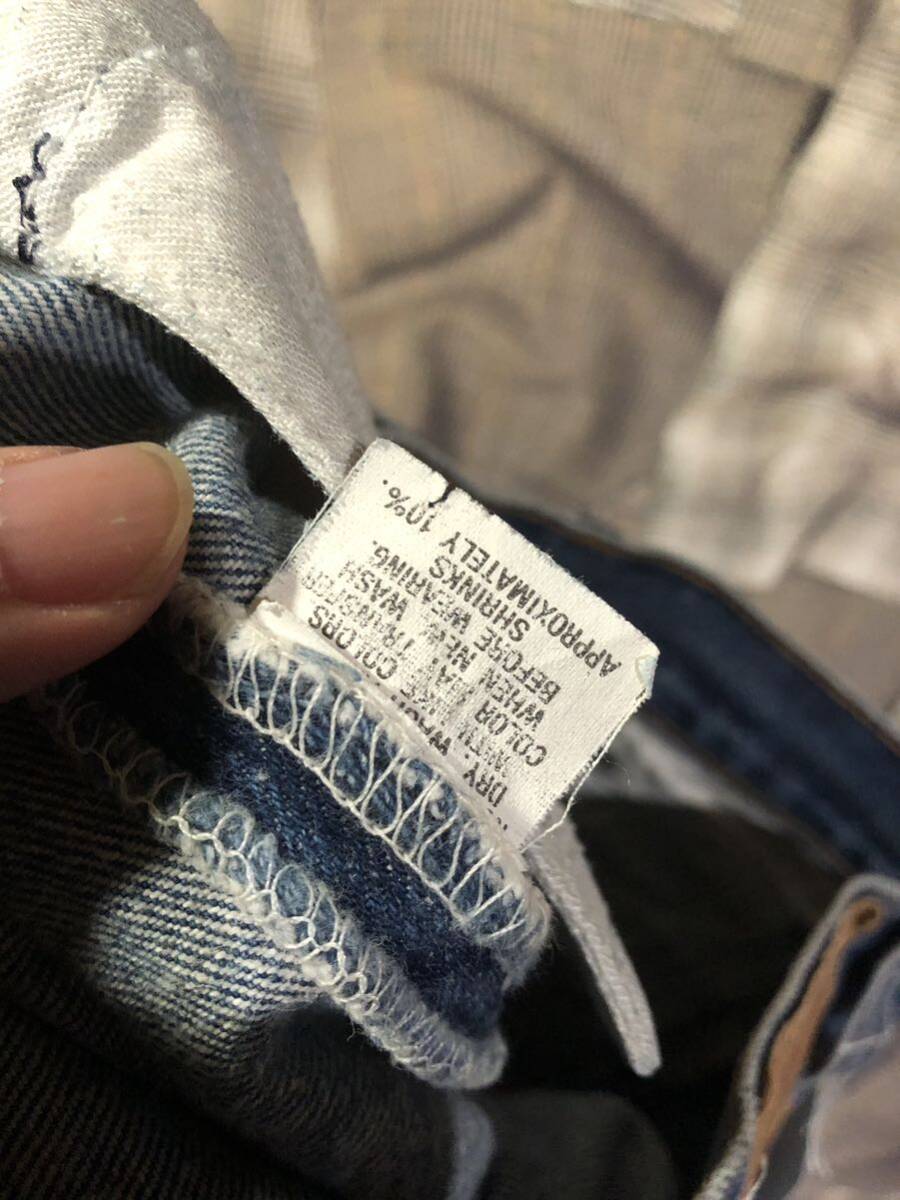 DRY. WASH
WITH LIKE COLORS
COLOR MAY TRANSFER
WHEN NEW. WASH
BEFORE WEARING.
SHRINKS
APPROXIMATELY 10%.